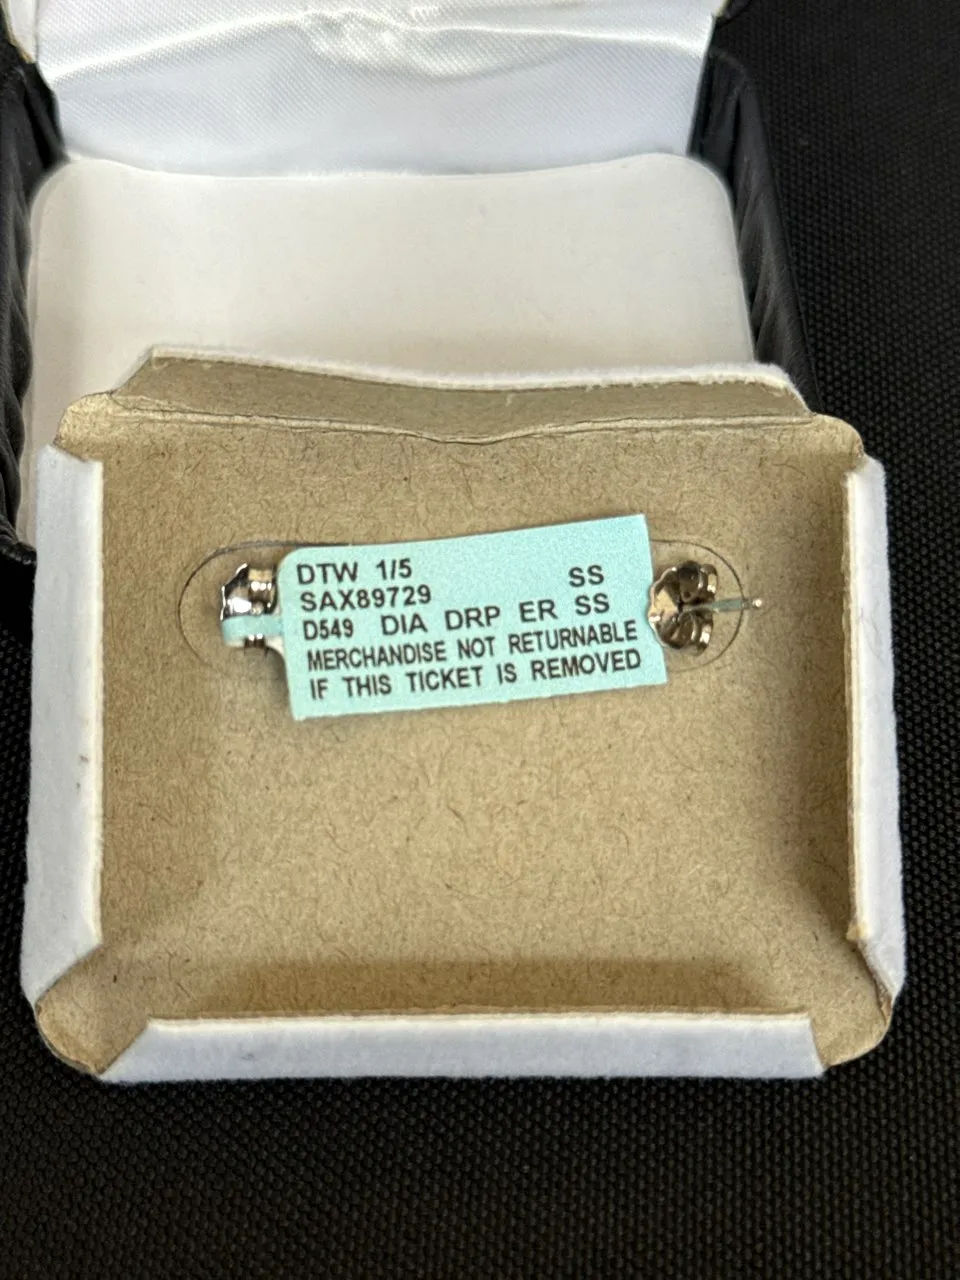 DTW 1/5 SS
SAX89729
D549 DIA DRP ER SS
MERCHANDISE NOT RETURNABLE
IF THIS TICKET IS REMOVED